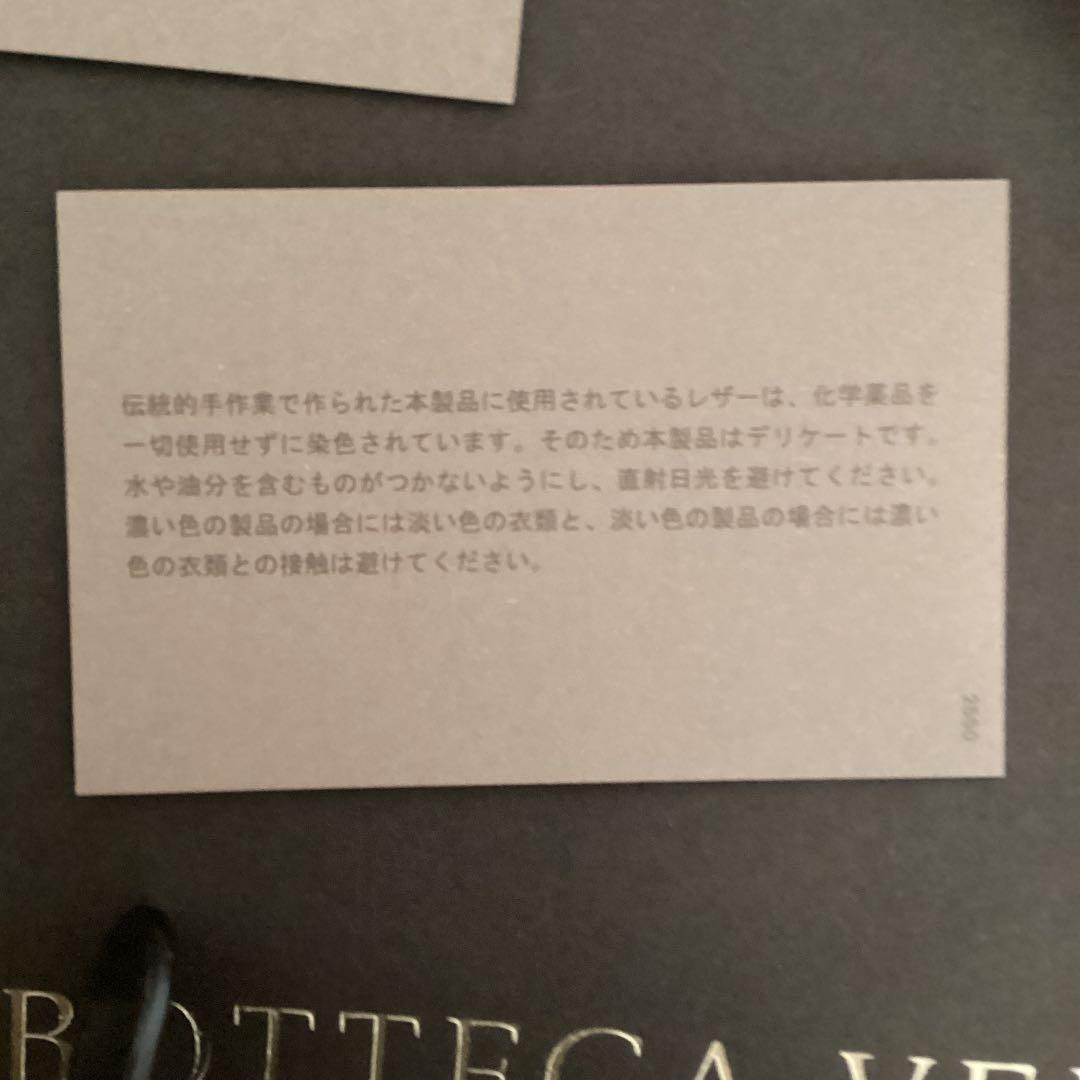 伝統的手作業で作られた本製品に使用されているレザーは、化学薬品を
一切使用せずに染色されています。そのため本製品はデリケートです。
水や油分を含むものがつかないようにし、直射日光を避けてください。
濃い色の製品の場合には淡い色の衣類と、淡い色の製品の場合には濃い
色の衣類との接触は避けてください。
BOTTEGA VE